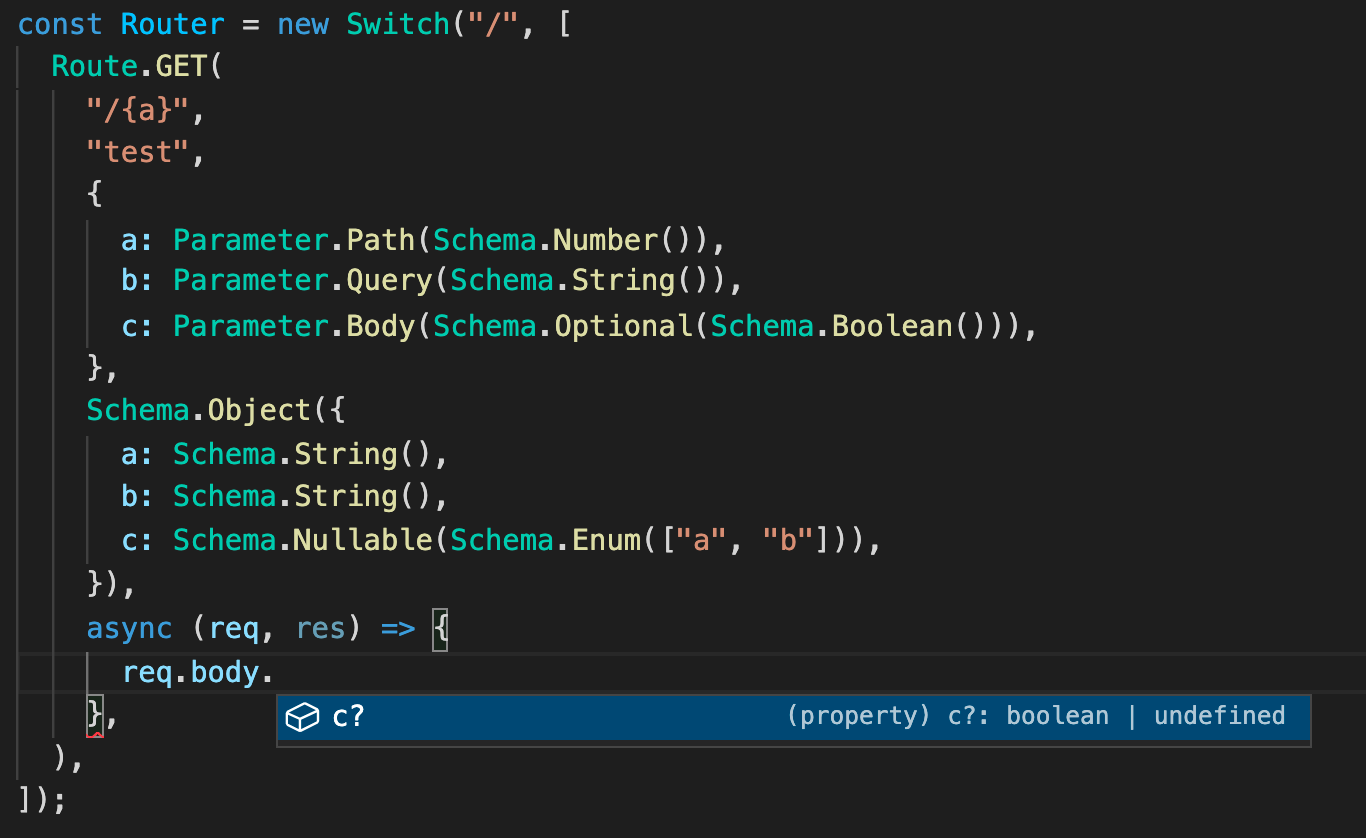 const Router = new Switch("/", [
  Route.GET(
    "/{a}",
    "test",
    {
      a: Parameter.Path(Schema.Number()),
      b: Parameter.Query(Schema.String()),
      c: Parameter.Body(Schema.Optional(Schema.Boolean())),
    },
    Schema.Object({
      a: Schema.String(),
      b: Schema.String(),
      c: Schema.Nullable(Schema.Enum(["a", "b"])),
    }),
    async (req, res) => {
      req.body.
    },
c? (property) c?: boolean | undefined
  ),
]);